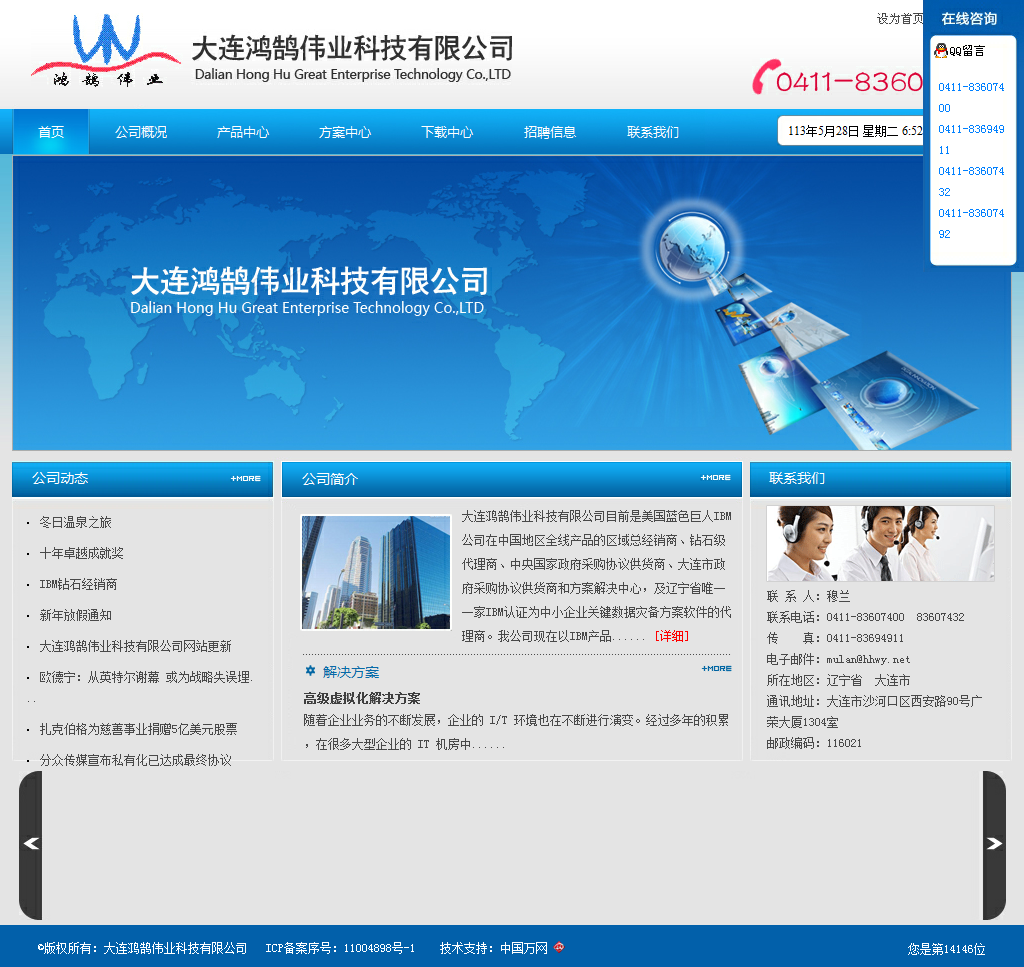 设为首页
大连鸿鹄伟业科技有限公司
Dalian Hong Hu Great Enterprise Technology Co.,LTD
鸿 鹄 伟 业
0411-8360
在线咨询
QQ留言
0411-836074
00
0411-836949
11
0411-836074
32
0411-836074
92
首页 公司概况 产品中心 方案中心 下载中心 招聘信息 联系我们
113年5月28日 星期二 6:52
大连鸿鹄伟业科技有限公司
Dalian Hong Hu Great Enterprise Technology Co.,LTD
公司动态 +MORE
· 冬日温泉之旅
· 十年卓越成就奖
· IBM钻石经销商
· 新年放假通知
· 大连鸿鹄伟业科技有限公司网站更新
· 欧德宁：从英特尔谢幕 或为战略失误埋.
..
· 扎克伯格为慈善事业捐赠5亿美元股票
· 分众传媒宣布私有化已达成最终协议
公司简介 +MORE
大连鸿鹄伟业科技有限公司目前是美国蓝色巨人IBM
公司在中国地区全线产品的区域总经销商、钻石级
代理商、中央国家政府采购协议供货商、大连市政
府采购协议供货商和方案解决中心，及辽宁省唯一
一家IBM认证为中小企业关键数据灾备方案软件的代
理商。我公司现在以IBM产品...... [详细]
解决方案 +MORE
高级虚拟化解决方案
随着企业业务的不断发展，企业的 I/T 环境也在不断进行演变。经过多年的积累
，在很多大型企业的 IT 机房中......
联系我们
联 系 人：穆兰
联系电话：0411-83607400 83607432
传　　真：0411-83694911
电子邮件：mulan@hhwy.net
所在地区：辽宁省　大连市
通讯地址：大连市沙河口区西安路90号广
荣大厦1304室
邮政编码：116021
©版权所有：大连鸿鹄伟业科技有限公司 ICP备案序号：11004898号-1 技术支持：中国万网
您是第14146位